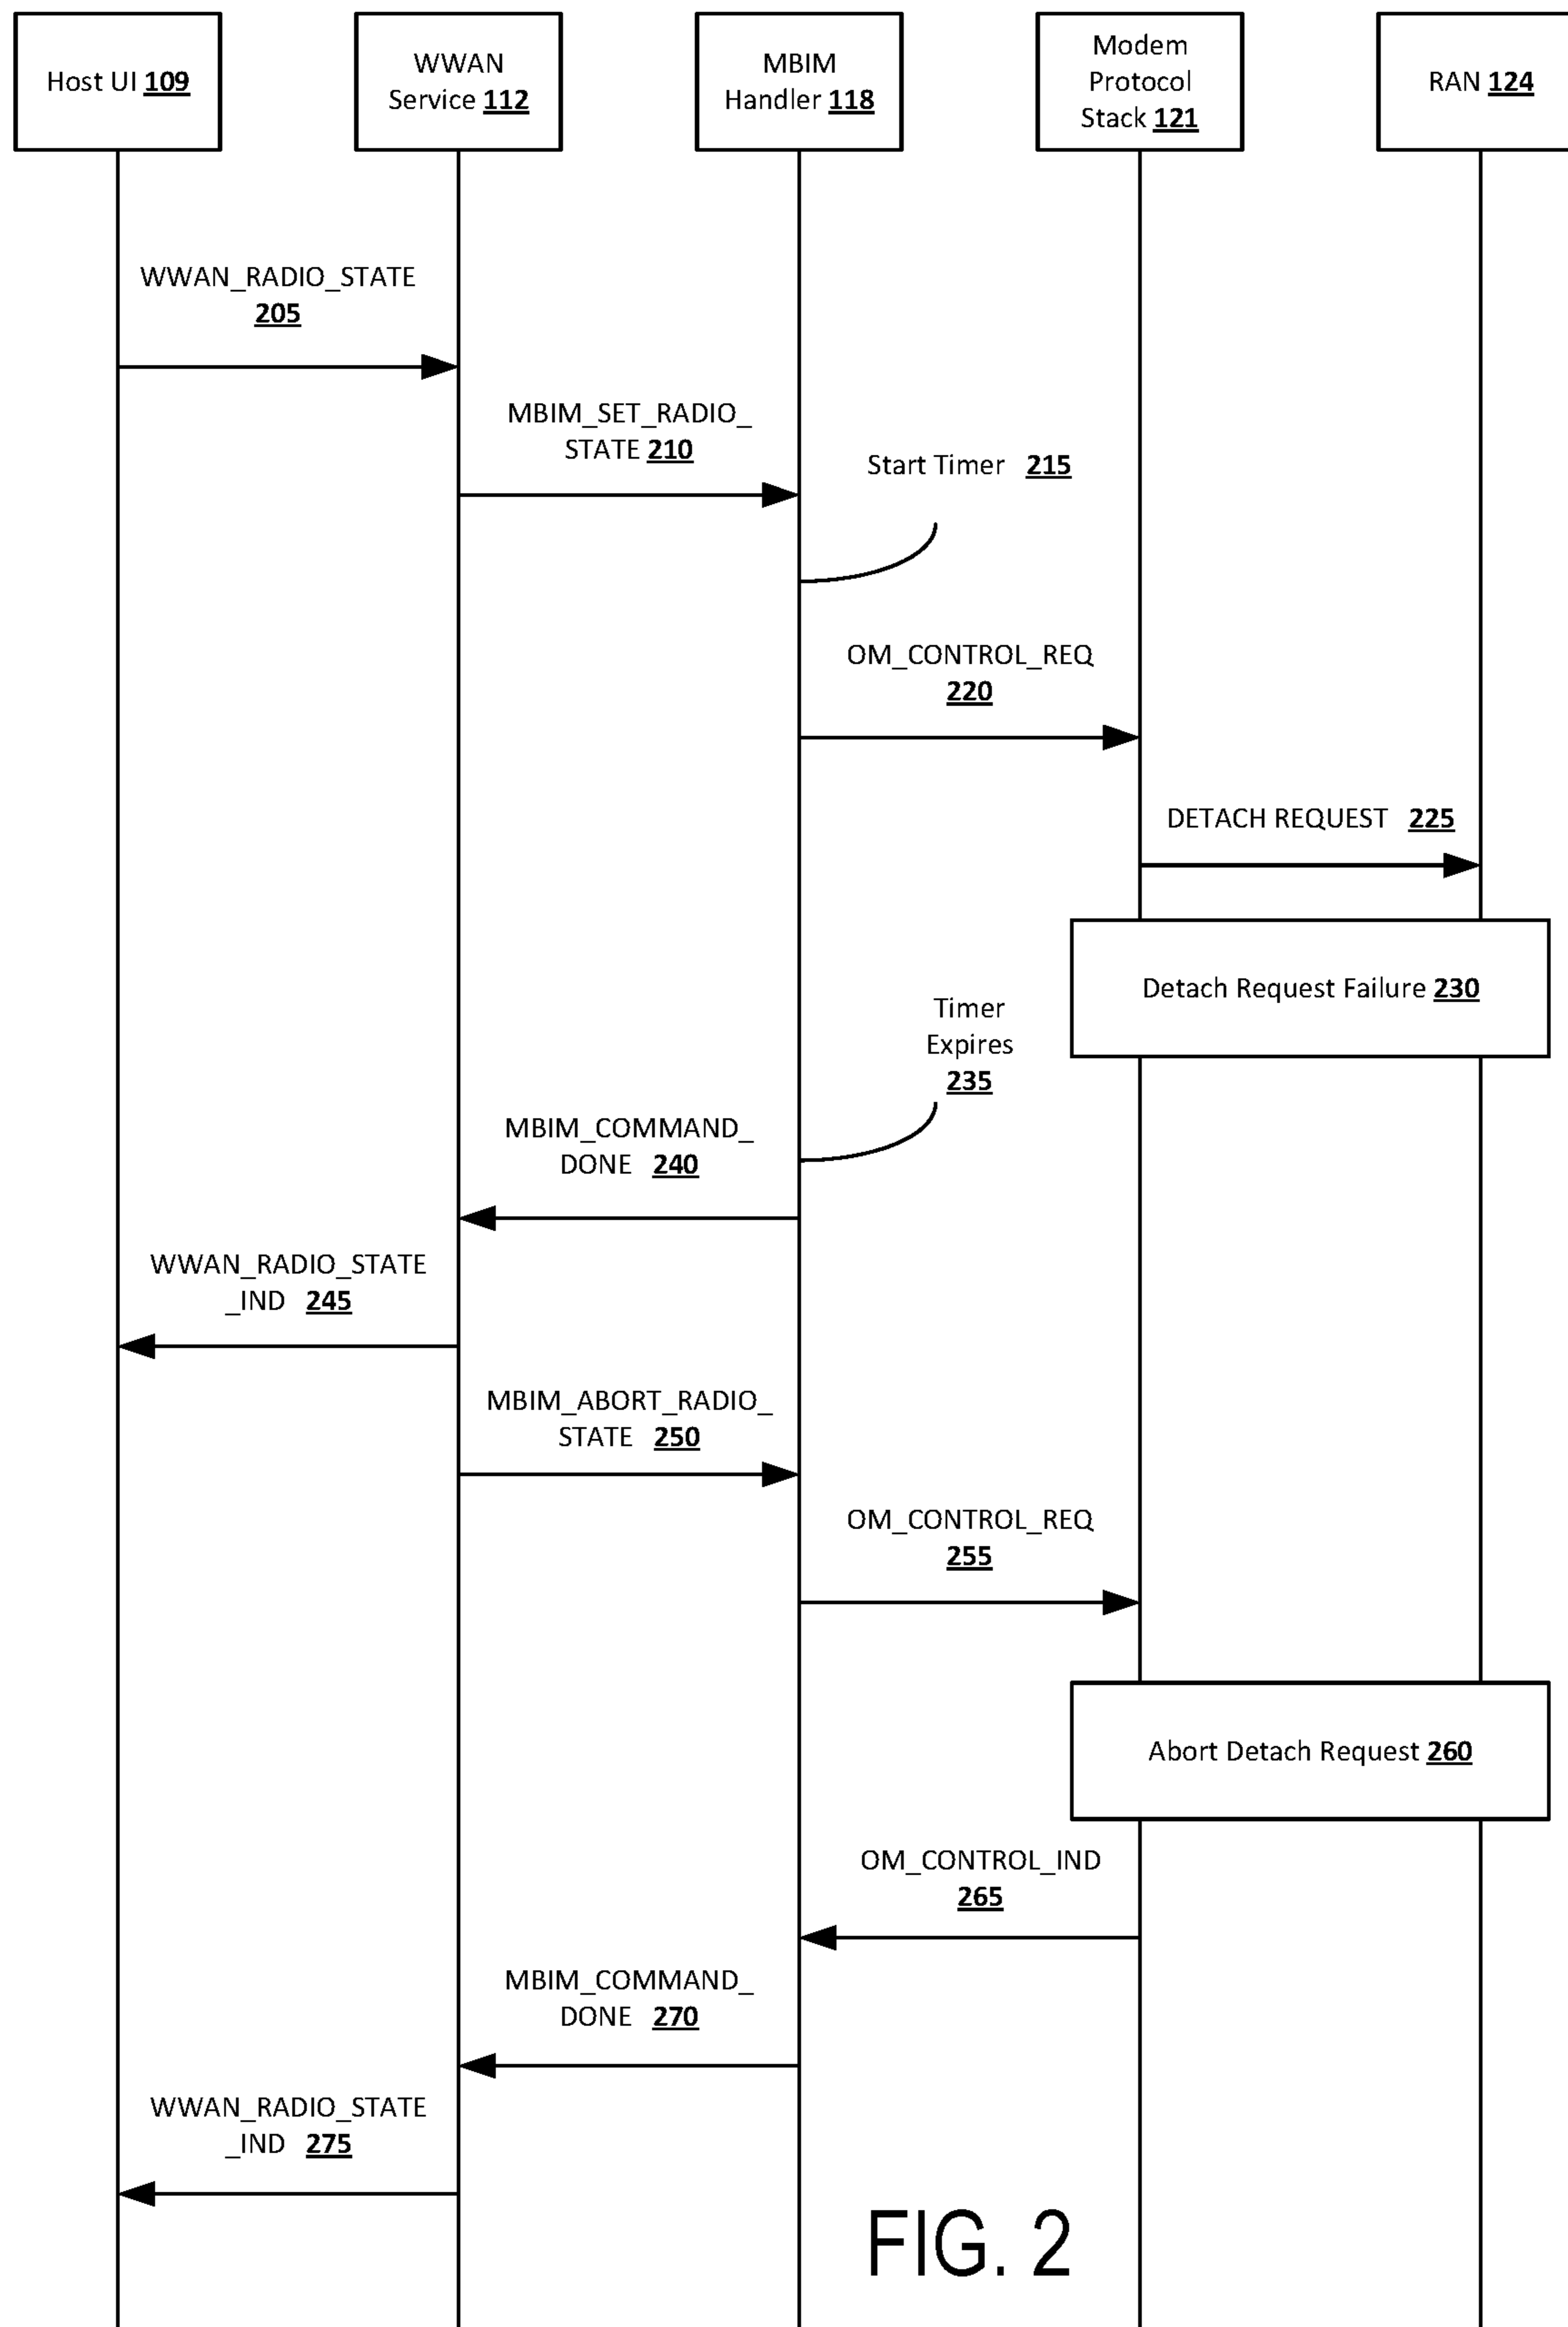 Host UI 109
WWAN
Service 112
MBIM
Handler 118
Modem
Protocol
Stack 121
RAN 124
WWAN_RADIO_STATE
205
MBIM_SET_RADIO_
STATE 210
Start Timer 215
OM_CONTROL_REQ
220
DETACH REQUEST 225
Detach Request Failure 230
Timer
Expires
235
MBIM_COMMAND_
DONE 240
WWAN_RADIO_STATE
_IND 245
MBIM_ABORT_RADIO_
STATE 250
OM_CONTROL_REQ
255
Abort Detach Request 260
OM_CONTROL_IND
265
MBIM_COMMAND_
DONE 270
WWAN_RADIO_STATE
_IND 275
FIG. 2